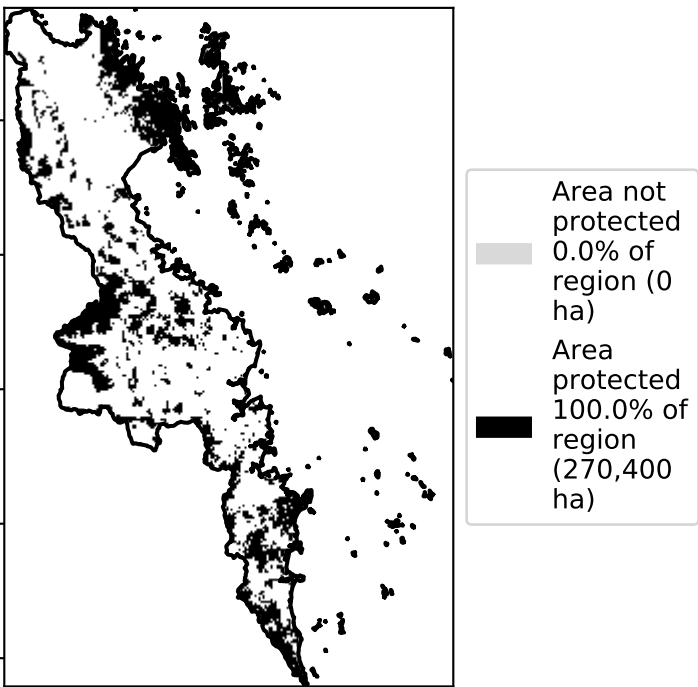 Area not
protected
0.0% of
region (0
ha)
Area
protected
100.0% of
region
(270,400
ha)